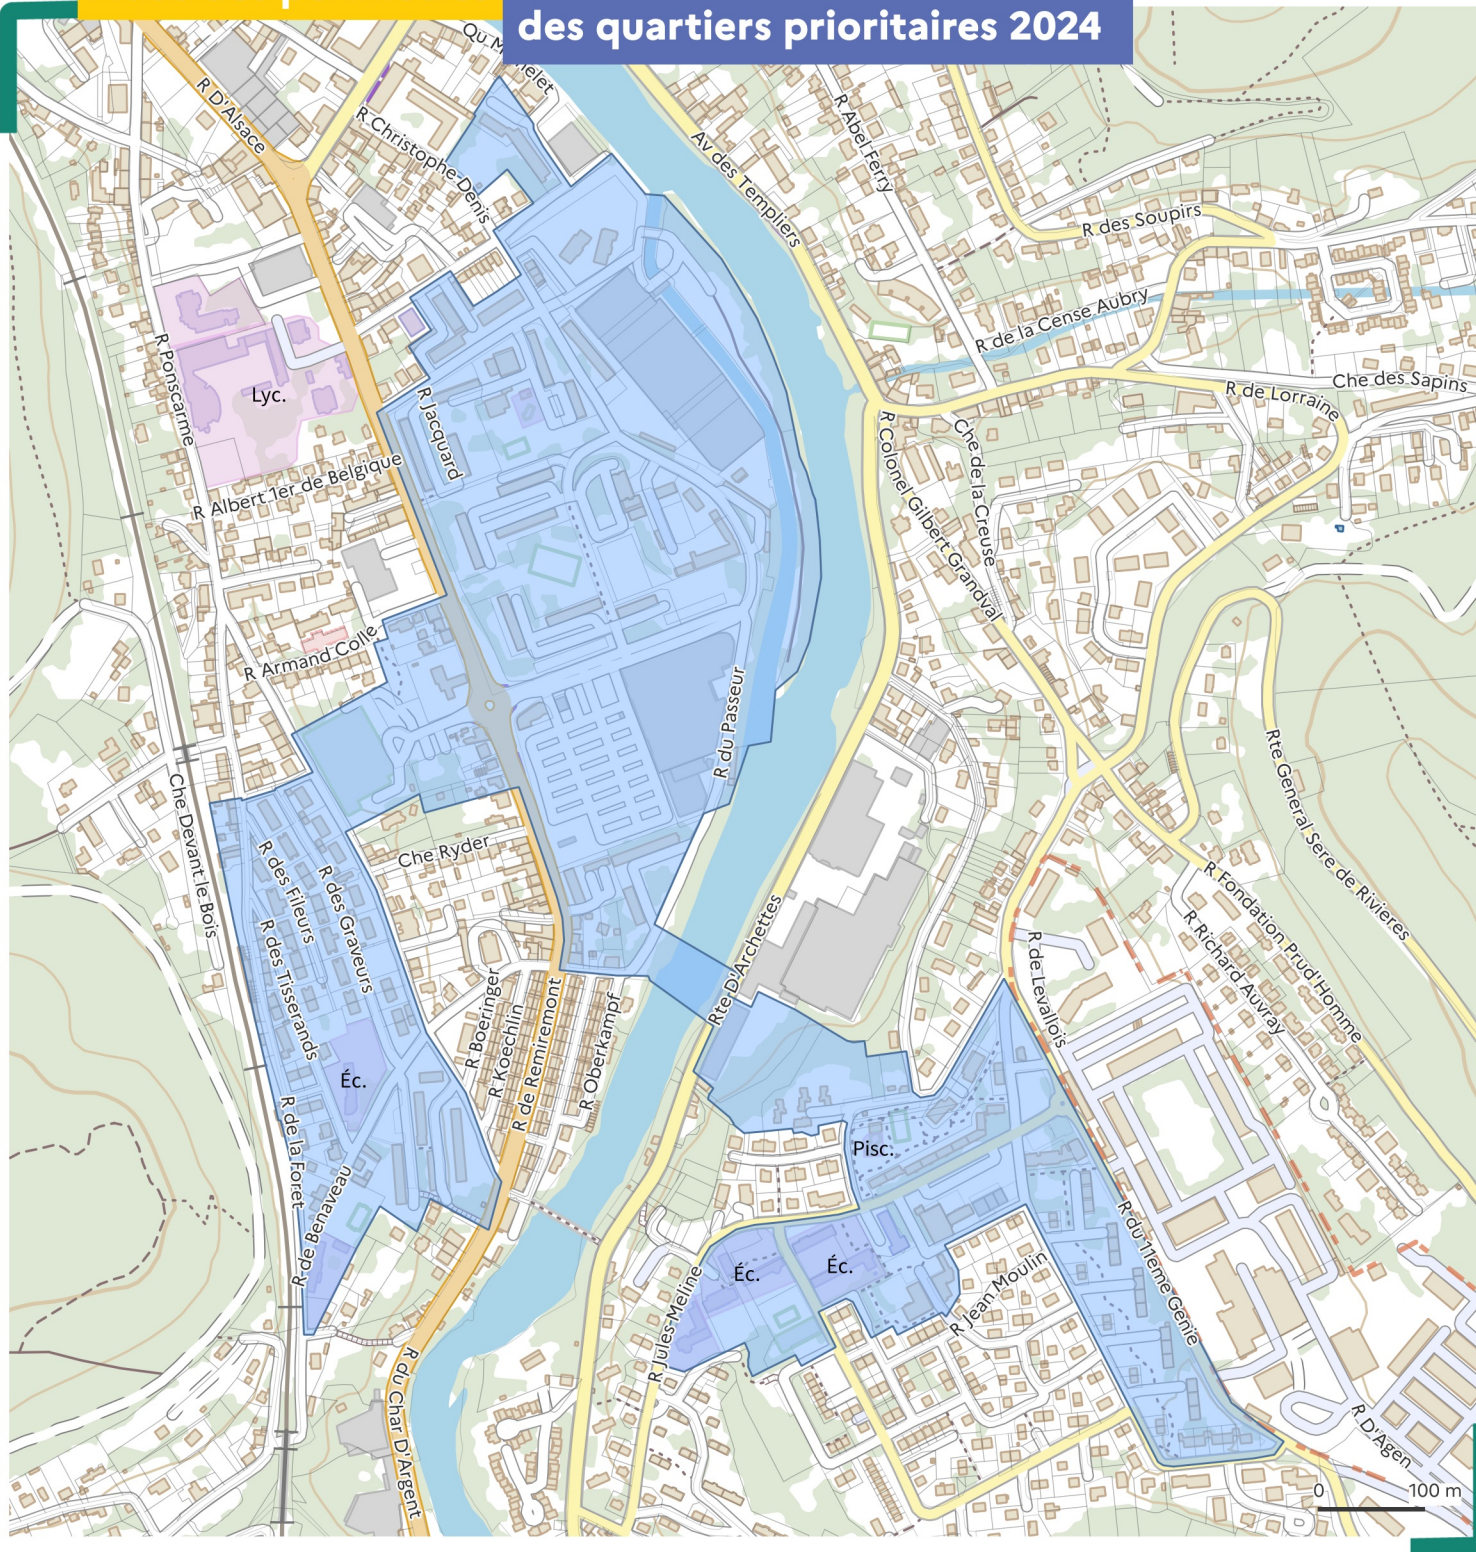 des quartiers prioritaires 2024
R D'Alsace
R Christophe Denis
Av des Templiers
R Abel Ferry
R des Soupirs
R de la Cense Aubry
R Ponscarme
Lyc.
R Jacquard
R de Lorraine
Che des Sapins
R Albert 1er de Belgique
R Colonel Gilbert Grandval
Che de la Creuse
R Armand Colle
R du Passeur
Che Devant le Bois
Rte General Sere de Rivieres
Che Ryder
R des Fileurs
R des Graveurs
R des Tisserands
Rte D'Archettes
R de Levallois
R Fondation Prud'Homme
R Richard Auvray
R Boeringer
R Koechlin
R de Remiremont
R Oberkampf
Éc.
R de la Foret
R de Benaveau
Pisc.
Éc.
Éc.
R Jules Meline
R Jean Moulin
R du 11eme Genie
R du Char D'Argent
R D'Agen
0 100 m